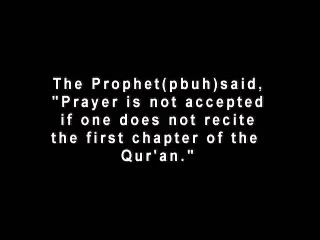 The Prophet(pbuh)said,
"Prayer is not accepted
if one does not recite
the first chapter of the
Qur'an."